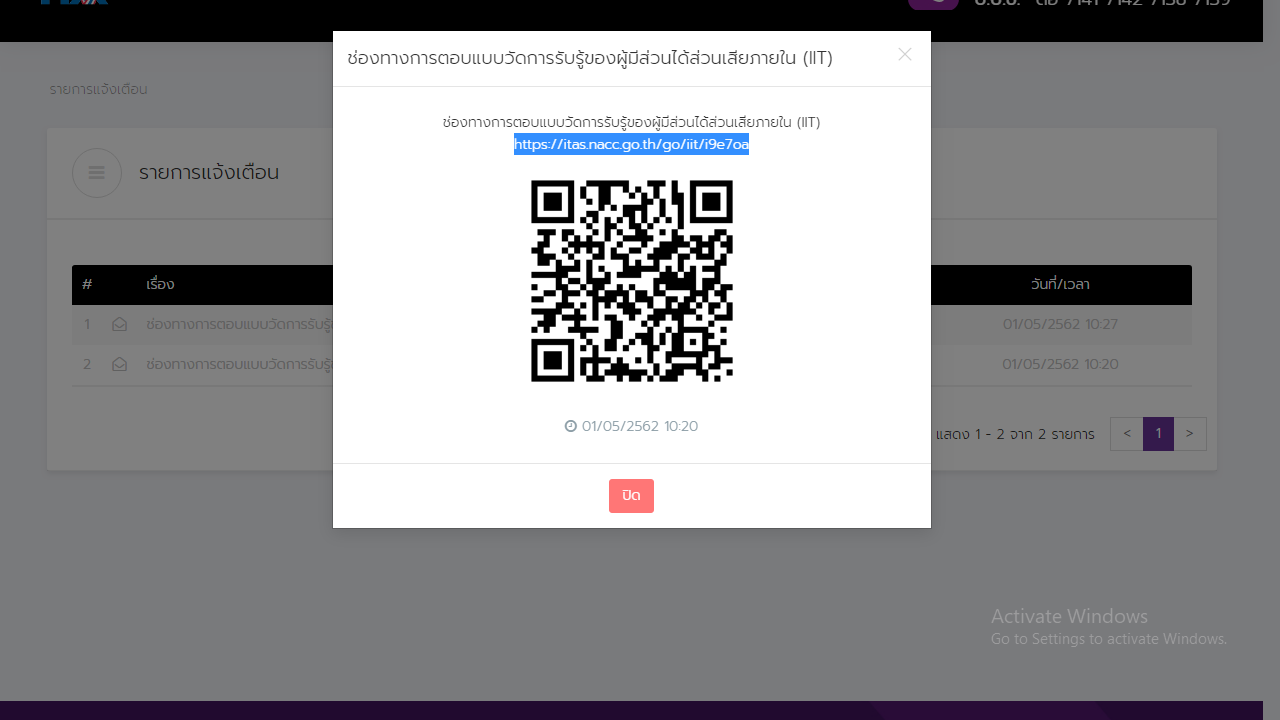 ต่อ 7141 7142 7138 7139
ช่องทางการตอบแบบวัดการรับรู้ของผู้มีส่วนได้ส่วนเสียภายใน (IIT)
รายการแจ้งเตือน
ช่องทางการตอบแบบวัดการรับรู้ของผู้มีส่วนได้ส่วนเสียภายใน (IIT)
https://itas.nacc.go.th/go/iit/i9e7oa
รายการแจ้งเตือน
# เรื่อง วันที่/เวลา
1 ช่องทางการตอบแบบวัดการรับรู้ 01/05/2562 10:27
2 ช่องทางการตอบแบบวัดการรับรู้ 01/05/2562 10:20
01/05/2562 10:20
แสดง 1 - 2 จาก 2 รายการ < 1 >
ปิด
Activate Windows
Go to Settings to activate Windows.